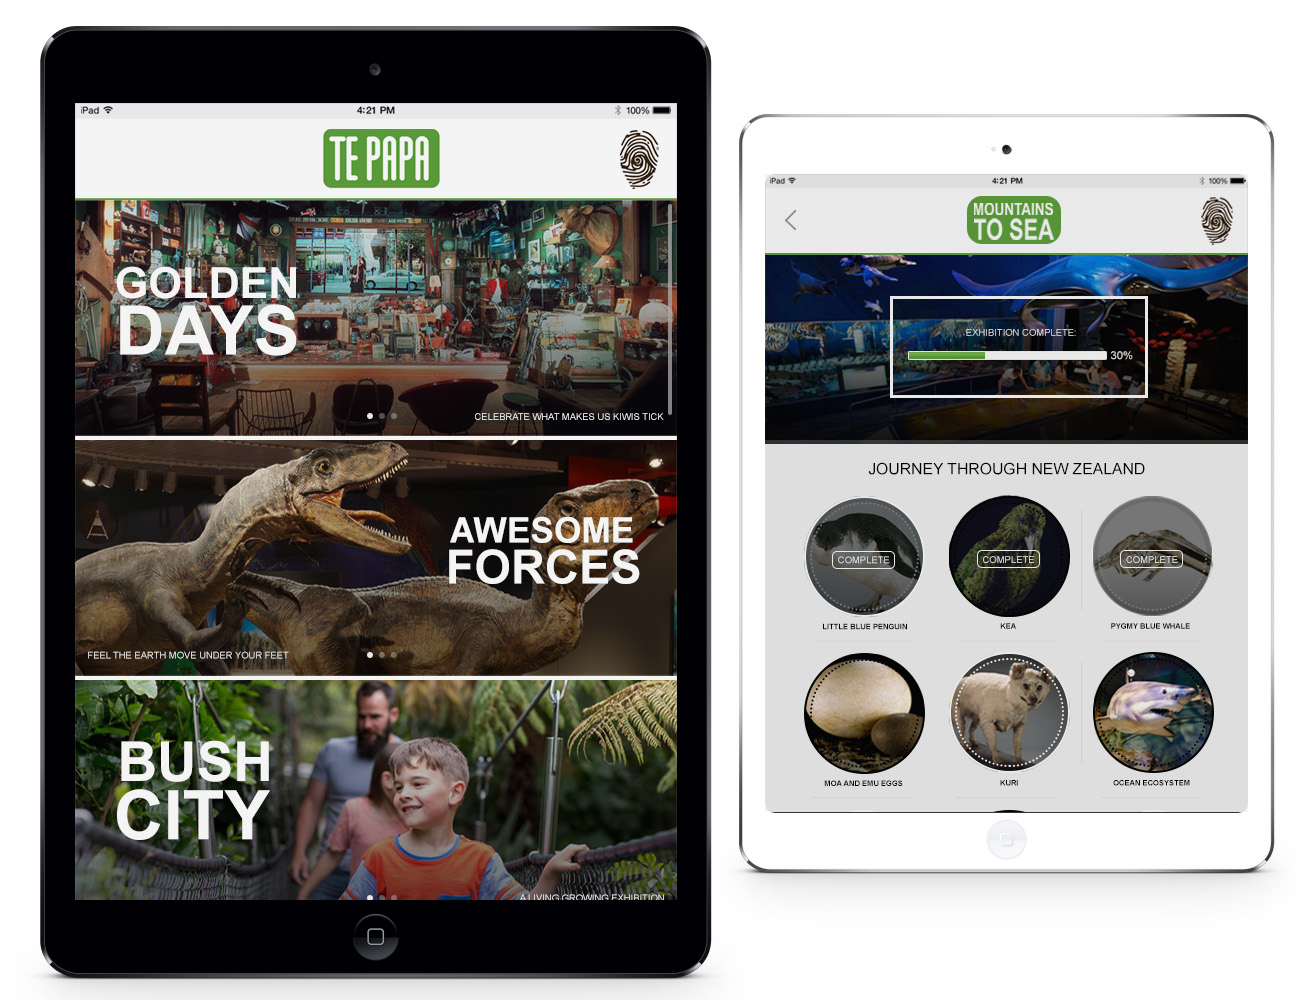 iPad 4:21 PM 100%
TE PAPA
GOLDEN
DAYS
CELEBRATE WHAT MAKES US KIWIS TICK
AWESOME
FORCES
FEEL THE EARTH MOVE UNDER YOUR FEET
BUSH
CITY
A LIVING GROWING EXHIBITION
iPad 4:21 PM 100%
MOUNTAINS
TO SEA
EXHIBITION COMPLETE:
30%
JOURNEY THROUGH NEW ZEALAND
COMPLETE COMPLETE COMPLETE
LITTLE BLUE PENGUIN KEA PYGMY BLUE WHALE
MOA AND EMU EGGS KURI OCEAN ECOSYSTEM